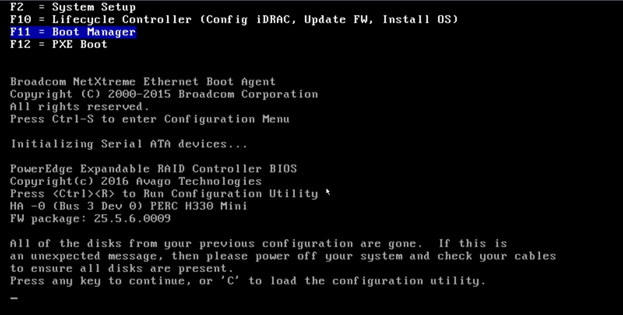 F2  = System Setup
F10 = Lifecycle Controller (Config iDRAC, Update FW, Install OS)
F11 = Boot Manager
F12 = PXE Boot
Broadcom NetXtreme Ethernet Boot Agent
Copyright (C) 2000-2015 Broadcom Corporation
All rights reserved.
Press Ctrl-S to enter Configuration Menu
Initializing Serial ATA devices...
PowerEdge Expandable RAID Controller BIOS
Copyright(c) 2016 Avago Technologies
Press <Ctrl><R> to Run Configuration Utility
HA -0 (Bus 3 Dev 0) PERC H330 Mini
FW package: 25.5.6.0009
All of the disks from your previous configuration are gone.  If this is
an unexpected message, then please power off your system and check your cables
to ensure all disks are present.
Press any key to continue, or 'C' to load the configuration utility.